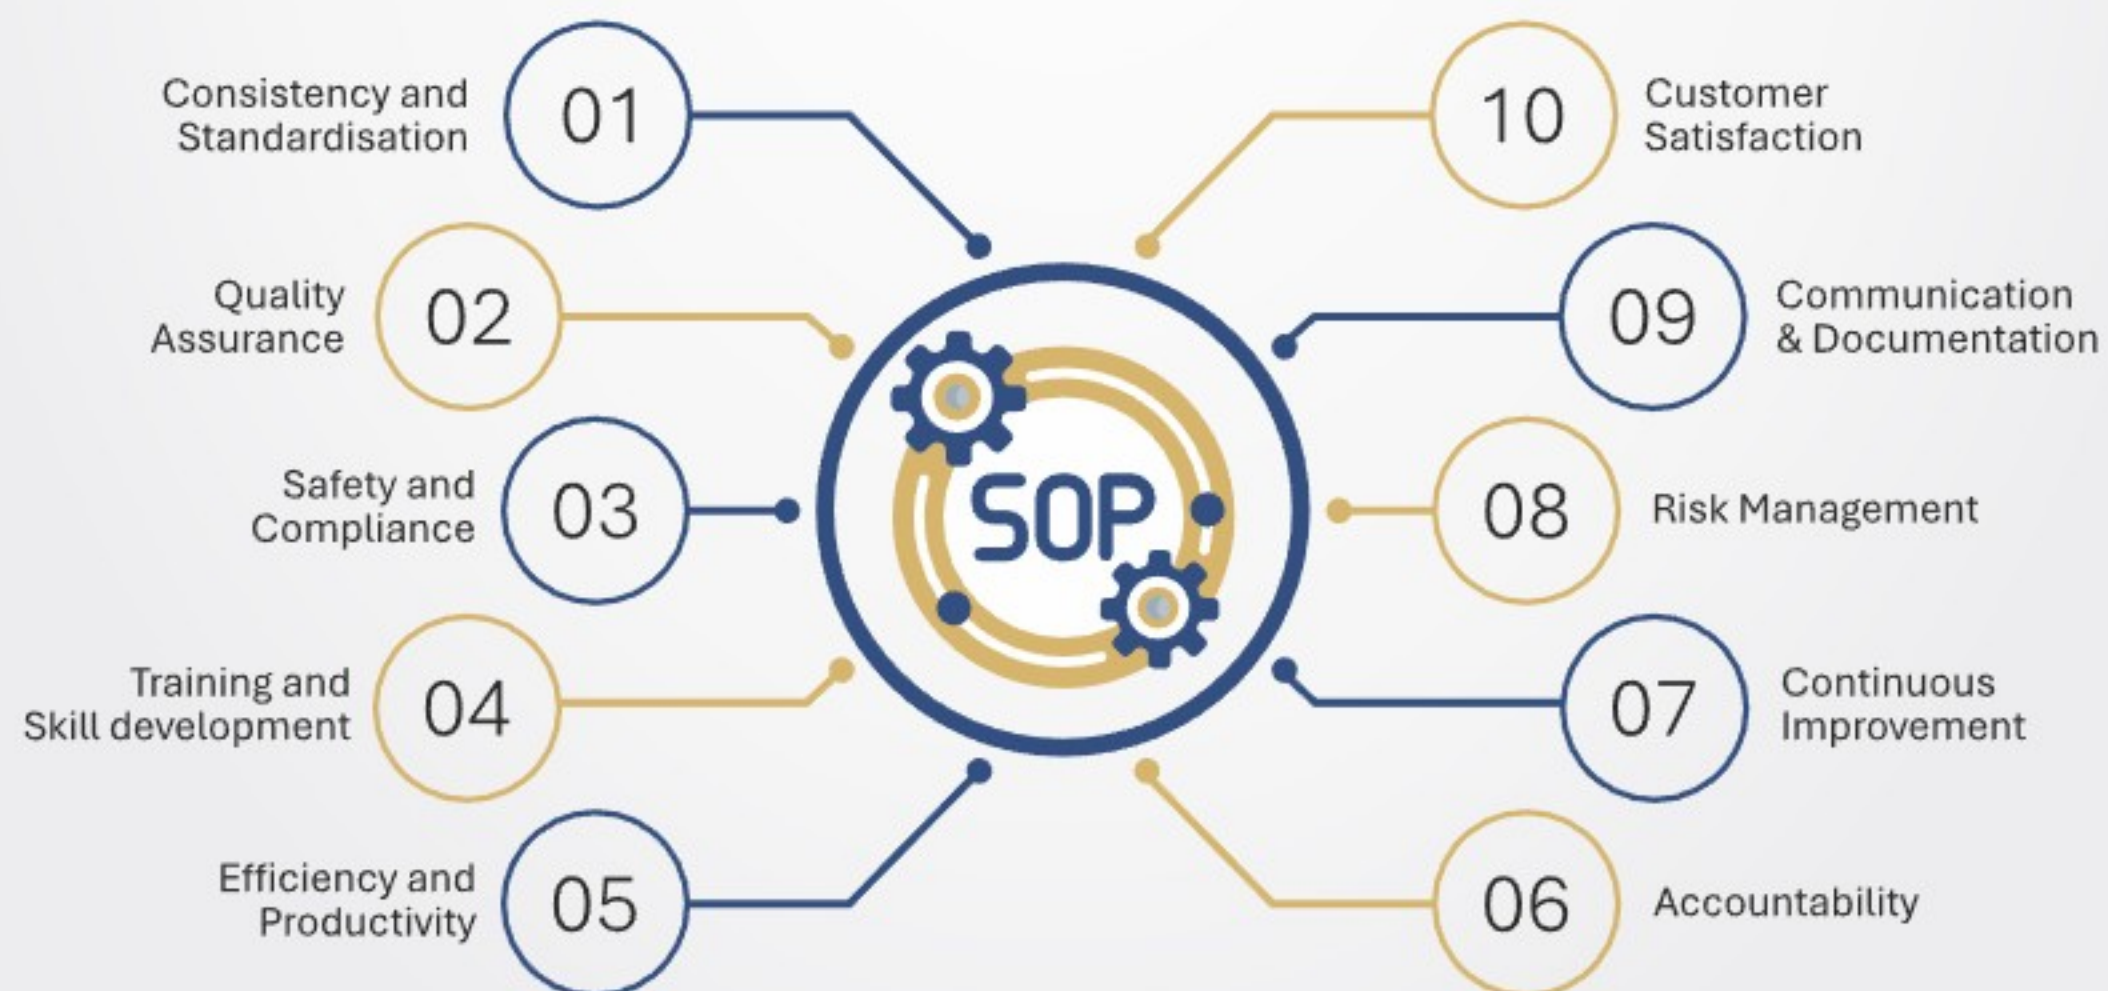 01
Consistency and
Standardisation
02
Quality
Assurance
03
Safety and
Compliance
04
Training and
Skill development
05
Efficiency and
Productivity
SOP
10
Customer
Satisfaction
09
Communication
& Documentation
08
Risk Management
07
Continuous
Improvement
06
Accountability